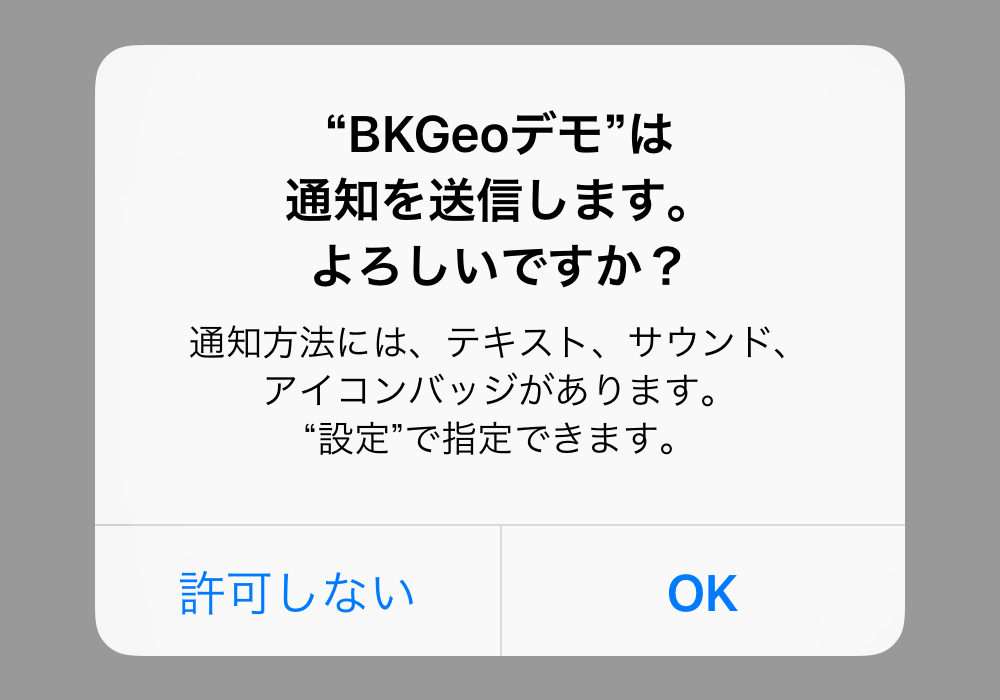 “BKGeoデモ”は
通知を送信します。
よろしいですか？
通知方法には、テキスト、サウンド、
アイコンバッジがあります。
“設定”で指定できます。
許可しない
OK